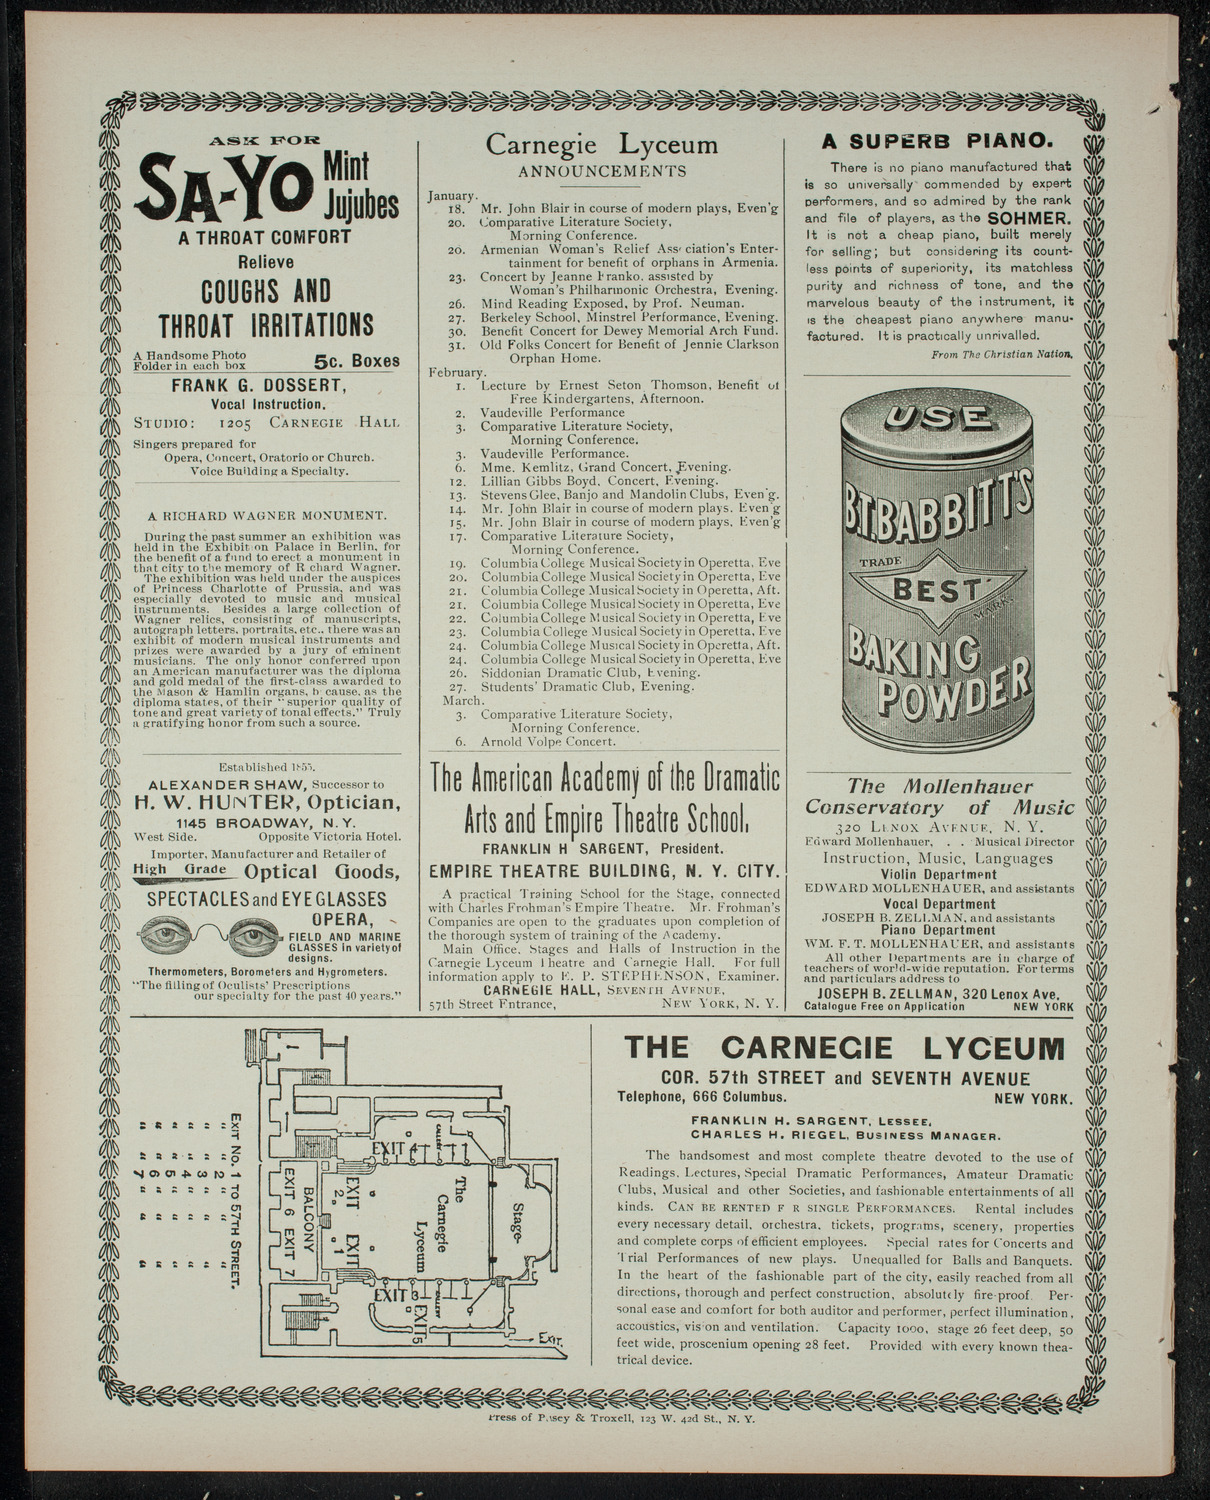 ASK FOR
SA-YO Mint
Jujubes
A THROAT COMFORT
Relieve
COUGHS AND
THROAT IRRITATIONS
A Handsome Photo
Folder in each box 5c. Boxes
FRANK G. DOSSERT,
Vocal Instruction.
STUDIO: 1205 CARNEGIE HALL
Singers prepared for
Opera, Concert, Oratorio or Church.
Voice Building a Specialty.
A RICHARD WAGNER MONUMENT.
During the past summer an exhibition was
held in the Exhibit on Palace in Berlin, for
the benefit of a fund to erect a monument in
that city to the memory of R chard Wagner.
The exhibition was held under the auspices
of Princess Charlotte of Prussia, and was
especially devoted to music and musical
instruments. Besides a large collection of
Wagner relics, consisting of manuscripts,
autograph letters, portraits, etc., there was an
exhibit of modern musical instruments and
prizes were awarded by a jury of eminent
musicians. The only honor conferred upon
an American manufacturer was the diploma
and gold medal of the first-class awarded to
the Mason & Hamlin organs, b cause, as the
diploma states, of their "superior quality of
tone and great variety of tonal effects." Truly
a gratifying honor from such a source.
Established 1855.
ALEXANDER SHAW, Successor to
H. W. HUNTER, Optician,
1145 BROADWAY, N. Y.
West Side. Opposite Victoria Hotel.
Importer, Manufacturer and Retailer of
High Grade Optical Goods,
SPECTACLES and EYEGLASSES
OPERA,
FIELD AND MARINE
GLASSES in variety of
designs.
Thermometers, Borometers and Hygrometers.
"The filling of Oculists' Prescriptions
our specialty for the past 40 years."
Carnegie Lyceum
ANNOUNCEMENTS
January.
18. Mr. John Blair in course of modern plays, Even'g
20. Comparative Literature Society,
Morning Conference.
20. Armenian Woman's Relief Association's Enter-
tainment for benefit of orphans in Armenia.
23. Concert by Jeanne Franko, assisted by
Woman's Philharmonic Orchestra, Evening.
26. Mind Reading Exposed, by Prof. Neuman.
27. Berkeley School, Minstrel Performance, Evening.
30. Benefit Concert for Dewey Memorial Arch Fund.
31. Old Folks Concert for Benefit of Jennie Clarkson
Orphan Home.
February.
1. Lecture by Ernest Seton Thomson, Benefit of
Free Kindergartens, Afternoon.
2. Vaudeville Performance
3. Comparative Literature Society,
Morning Conference.
3. Vaudeville Performance.
6. Mme. Kemlitz, Grand Concert, Evening.
12. Lillian Gibbs Boyd, Concert, Evening.
13. Stevens Glee, Banjo and Mandolin Clubs, Even'g.
14. Mr. John Blair in course of modern plays. Even g
15. Mr. John Blair in course of modern plays, Even'g
17. Comparative Literature Society,
Morning Conference.
19. Columbia College Musical Society in Operetta, Eve
20. Columbia College Musical Society in Operetta, Eve
21. Columbia College Musical Society in Operetta, Aft.
21. Columbia College Musical Society in Operetta, Eve
22. Columbia College Musical Society in Operetta, Eve
23. Columbia College Musical Society in Operetta, Eve
24. Columbia College Musical Society in Operetta, Aft.
24. Columbia College Musical Society in Operetta, Eve
26. Siddonian Dramatic Club, Evening.
27. Students' Dramatic Club, Evening.
March.
3. Comparative Literature Society,
Morning Conference.
6. Arnold Volpe Concert.
The American Academy of the Dramatic
Arts and Empire Theatre School,
FRANKLIN H SARGENT, President.
EMPIRE THEATRE BUILDING, N. Y. CITY.
A practical Training School for the Stage, connected
with Charles Frohman's Empire Theatre. Mr. Frohman's
Companies are open to the graduates upon completion of
the thorough system of training of the Academy.
Main Office, Stages and Halls of Instruction in the
Carnegie Lyceum Theatre and Carnegie Hall. For full
information apply to E. P. STEPHENSON, Examiner.
CARNEGIE HALL, SEVENTH AVENUE,
57th Street Entrance, NEW YORK, N. Y.
A SUPERB PIANO.
There is no piano manufactured that
is so universally commended by expert
performers, and so admired by the rank
and file of players, as the SOHMER.
It is not a cheap piano, built merely
for selling; but considering its count-
less points of superiority, its matchless
purity and richness of tone, and the
marvelous beauty of the instrument, it
is the cheapest piano anywhere manu-
factured. It is practically unrivalled.
From The Christian Nation.
USE
B.T. BABBITT'S
TRADE
BEST
MARK
BAKING
POWDER
The Mollenhauer
Conservatory of Music
320 LENOX AVENUE, N. Y.
Edward Mollenhauer, . . Musical Director
Instruction, Music, Languages
Violin Department
EDWARD MOLLENHAUER, and assistants
Vocal Department
JOSEPH B. ZELLMAN, and assistants
Piano Department
WM. F. T. MOLLENHAUER, and assistants
All other Departments are in charge of
teachers of world-wide reputation. For terms
and particulars address to
JOSEPH B. ZELLMAN, 320 Lenox Ave.
Catalogue Free on Application NEW YORK
EXIT NO. 1 TO 57TH STREET.
" " 2 " " "
" " 3 " " "
" " 4 " " "
" " 5 " " "
" " 6 " " "
" " 7 " " "
EXIT 4
GALLERY
EXIT 6 EXIT 7
BALCONY
EXIT 2
EXIT 1
The
Carnegie
Lyceum
Stage-
EXIT 3
GALLERY
EXIT 5
EXIT.
THE CARNEGIE LYCEUM
COR. 57th STREET and SEVENTH AVENUE
Telephone, 666 Columbus. NEW YORK.
FRANKLIN H. SARGENT, LESSEE.
CHARLES H. RIEGEL, BUSINESS MANAGER.
The handsomest and most complete theatre devoted to the use of
Readings, Lectures, Special Dramatic Performances, Amateur Dramatic
Clubs, Musical and other Societies, and fashionable entertainments of all
kinds. CAN BE RENTED F R SINGLE PERFORMANCES. Rental includes
every necessary detail, orchestra, tickets, programs, scenery, properties
and complete corps of efficient employees. Special rates for Concerts and
Trial Performances of new plays. Unequalled for Balls and Banquets.
In the heart of the fashionable part of the city, easily reached from all
directions, thorough and perfect construction, absolutely fire-proof. Per-
sonal ease and comfort for both auditor and performer, perfect illumination,
accoustics, vision and ventilation. Capacity 1000, stage 26 feet deep, 50
feet wide, proscenium opening 28 feet. Provided with every known thea-
trical device.
Press of Pusey & Troxell, 123 W. 42d St., N. Y.